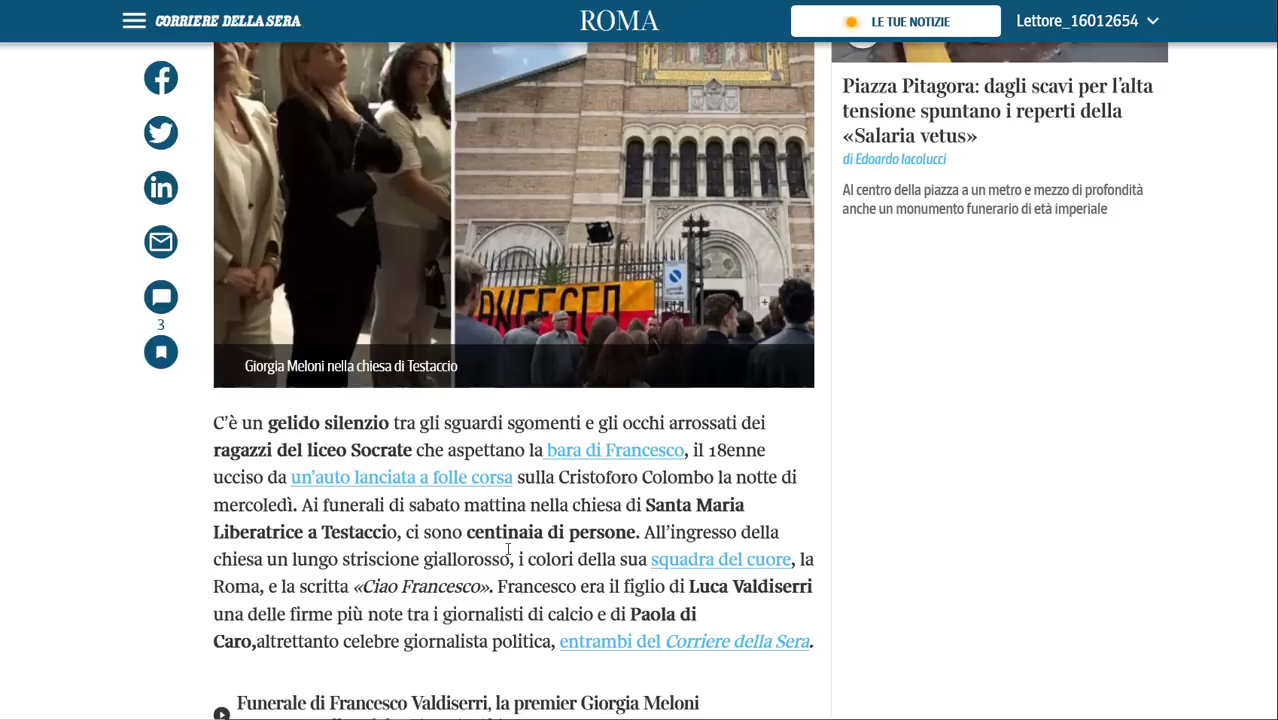 CORRIERE DELLA SERA
ROMA
LE TUE NOTIZIE
Lettore_16012654
3
ANCESCO
Giorgia Meloni nella chiesa di Testaccio
C'è un gelido silenzio tra gli sguardi sgomenti e gli occhi arrossati dei
ragazzi del liceo Socrate che aspettano la bara di Francesco, il 18enne
ucciso da un'auto lanciata a folle corsa sulla Cristoforo Colombo la notte di
mercoledì. Ai funerali di sabato mattina nella chiesa di Santa Maria
Liberatrice a Testaccio, ci sono centinaia di persone. All'ingresso della
chiesa un lungo striscione giallorosso, i colori della sua squadra del cuore, la
Roma, e la scritta «Ciao Francesco». Francesco era il figlio di Luca Valdiserri
una delle firme più note tra i giornalisti di calcio e di Paola di
Caro,altrettanto celebre giornalista politica, entrambi del Corriere della Sera.
Funerale di Francesco Valdiserri, la premier Giorgia Meloni
Piazza Pitagora: dagli scavi per l'alta
tensione spuntano i reperti della
«Salaria vetus»
di Edoardo Iacolucci
Al centro della piazza a un metro e mezzo di profondità
anche un monumento funerario di età imperiale